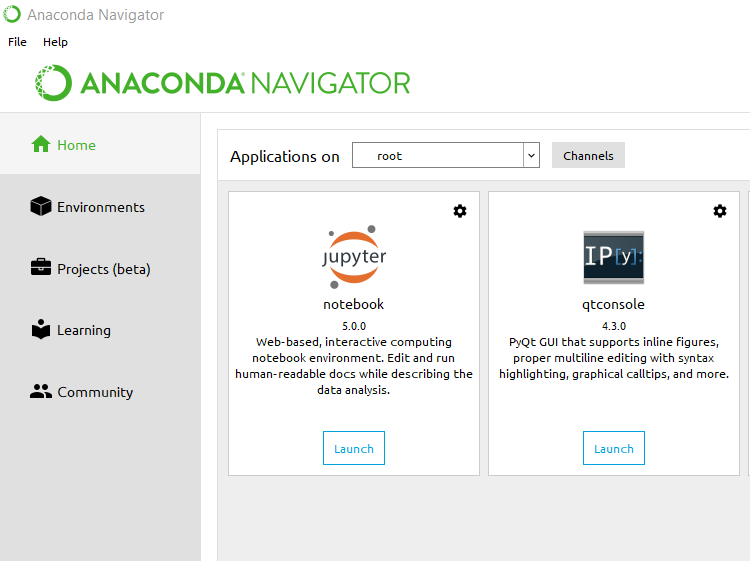 Anaconda Navigator
File Help
ANACONDA NAVIGATOR
Home
Environments
Projects (beta)
Learning
Community
Applications on root Channels
jupyter
notebook
5.0.0
Web-based, interactive computing
notebook environment. Edit and run
human-readable docs while describing the
data analysis.
Launch
IP[y]:
qtconsole
4.3.0
PyQt GUI that supports inline figures,
proper multiline editing with syntax
highlighting, graphical calltips, and more.
Launch